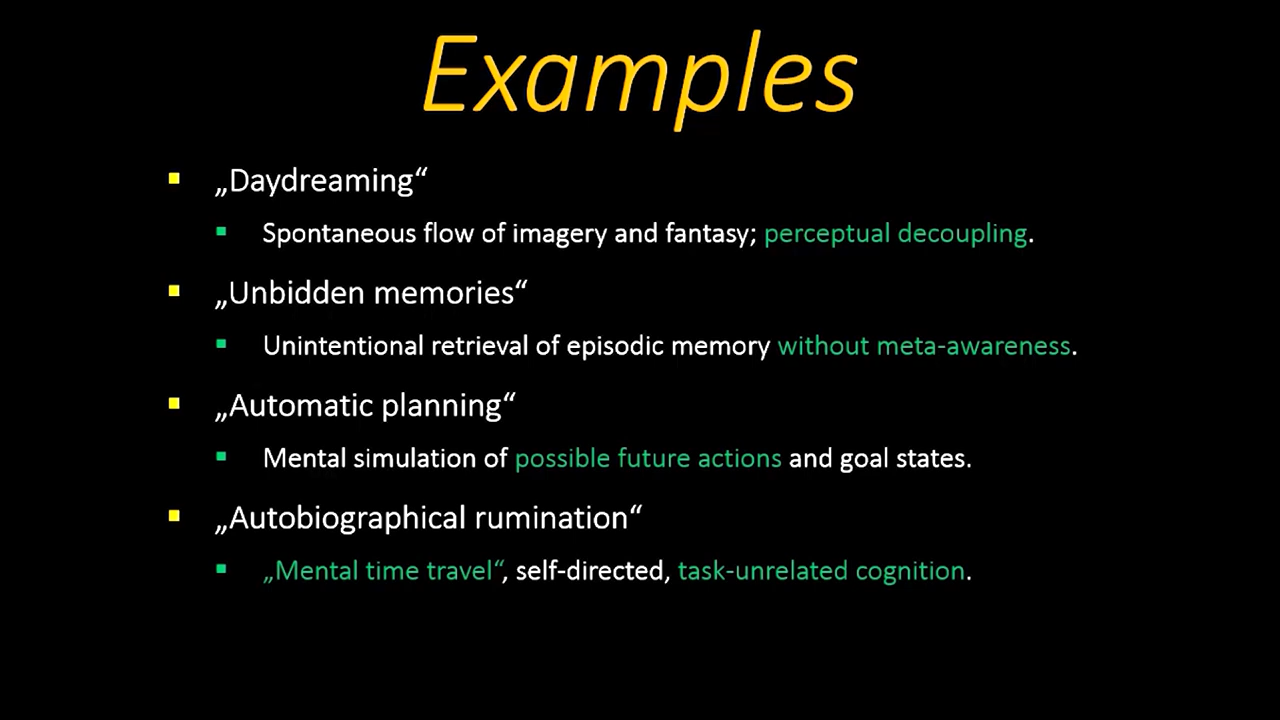 Examples
▪ „Daydreaming“
▪ Spontaneous flow of imagery and fantasy; perceptual decoupling.
▪ „Unbidden memories“
▪ Unintentional retrieval of episodic memory without meta-awareness.
▪ „Automatic planning“
▪ Mental simulation of possible future actions and goal states.
▪ „Autobiographical rumination“
▪ „Mental time travel“, self-directed, task-unrelated cognition.